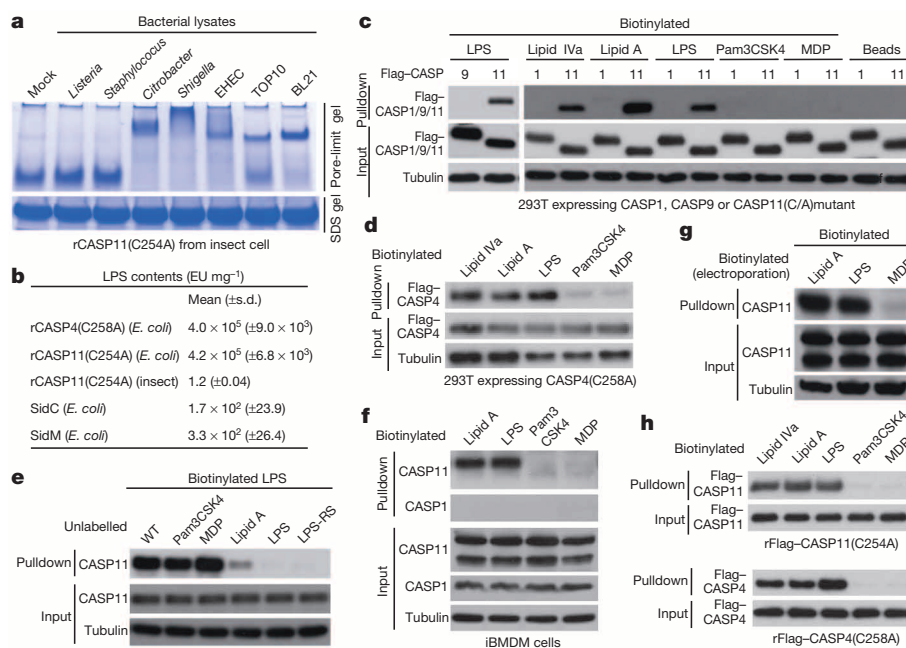 a
Bacterial lysates
Mock
Listeria
Staphylococus
Citrobacter
Shigella
EHEC
TOP10
BL21
Pore-limit gel
SDS gel
rCASP11(C254A) from insect cell
b
LPS contents (EU mg–1)
Mean (±s.d.)
rCASP4(C258A) (E. coli) 4.0 × 10⁵ (±9.0 × 10³)
rCASP11(C254A) (E. coli) 4.2 × 10⁵ (±6.8 × 10³)
rCASP11(C254A) (insect) 1.2 (±0.04)
SidC (E. coli) 1.7 × 10² (±23.9)
SidM (E. coli) 3.3 × 10² (±26.4)
c
Biotinylated
LPS Lipid IVa Lipid A LPS Pam3CSK4 MDP Beads
Flag–CASP 9 11 1 11 1 11 1 11 1 11 1 11 1 11
Pulldown
Flag–
CASP1/9/11
Input
Flag–
CASP1/9/11
Tubulin
293T expressing CASP1, CASP9 or CASP11(C/A)mutant
d
Biotinylated
Lipid IVa
Lipid A
LPS
Pam3CSK4
MDP
Pulldown
Flag–
CASP4
Input
Flag–
CASP4
Tubulin
293T expressing CASP4(C258A)
e
Biotinylated LPS
Unlabelled
WT
Pam3CSK4
MDP
Lipid A
LPS
LPS-RS
Pulldown CASP11
Input
CASP11
Tubulin
f
Biotinylated
Lipid A
LPS
Pam3
CSK4
MDP
Pulldown
CASP11
CASP1
Input
CASP11
CASP1
Tubulin
iBMDM cells
g
Biotinylated
Biotinylated
(electroporation)
Lipid A
LPS
MDP
Pulldown CASP11
Input
CASP11
Tubulin
h
Biotinylated
Lipid IVa
Lipid A
LPS
Pam3CSK4
MDP
Pulldown
Flag–
CASP11
Input
Flag–
CASP11
rFlag–CASP11(C254A)
Pulldown
Flag–
CASP4
Input
Flag–
CASP4
rFlag–CASP4(C258A)